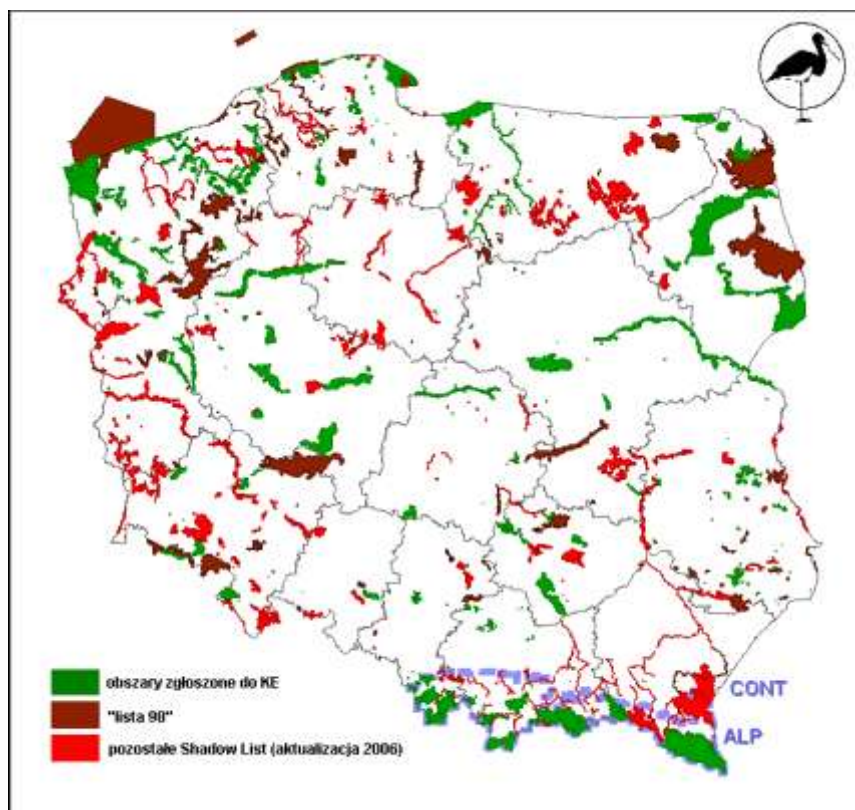 CONT
ALP
obszary zgłoszone do KE
"lista 98"
pozostałe Shadow List (aktualizacja 2006)